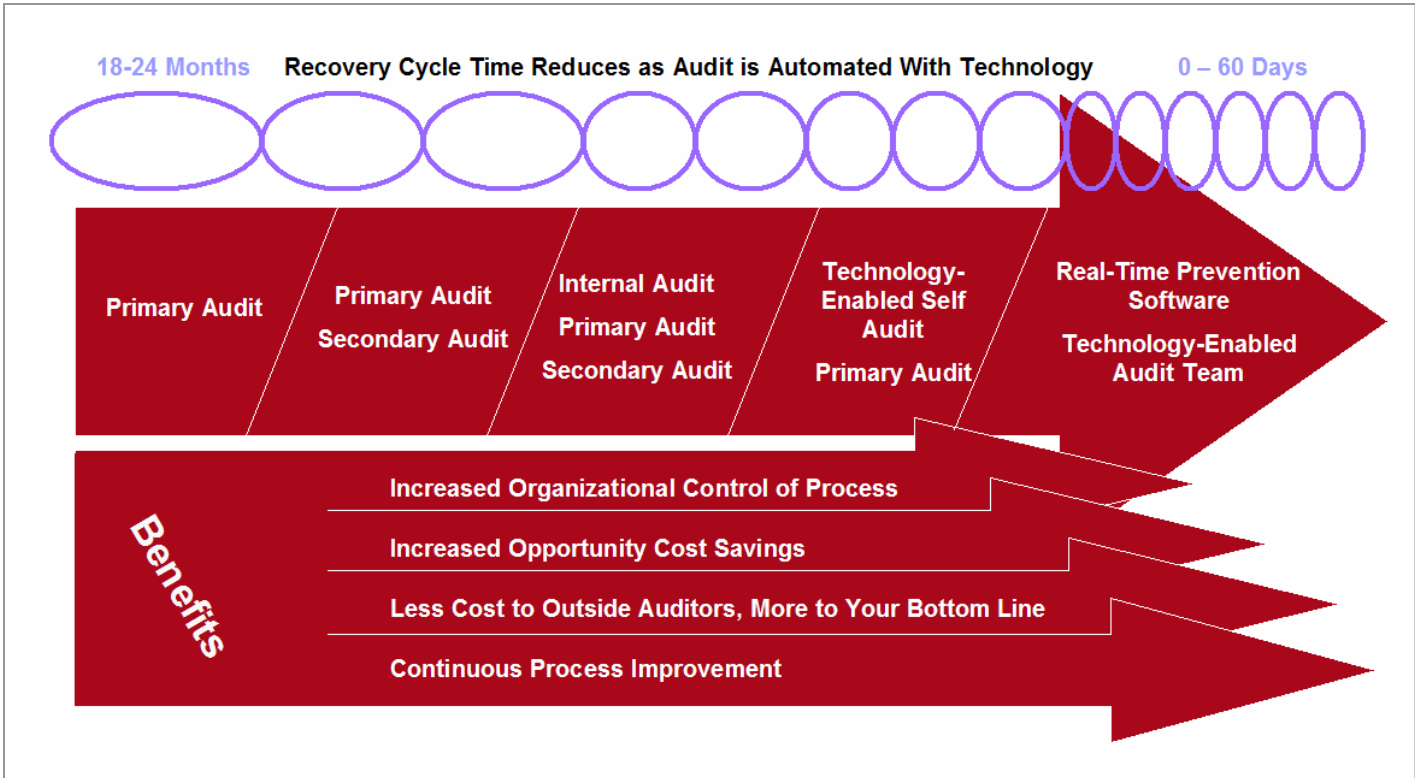 18-24 Months
Recovery Cycle Time Reduces as Audit is Automated With Technology
0 – 60 Days
Primary Audit
Primary Audit
Secondary Audit
Internal Audit
Primary Audit
Secondary Audit
Technology-
Enabled Self
Audit
Primary Audit
Real-Time Prevention
Software
Technology-Enabled
Audit Team
Benefits
Increased Organizational Control of Process
Increased Opportunity Cost Savings
Less Cost to Outside Auditors, More to Your Bottom Line
Continuous Process Improvement